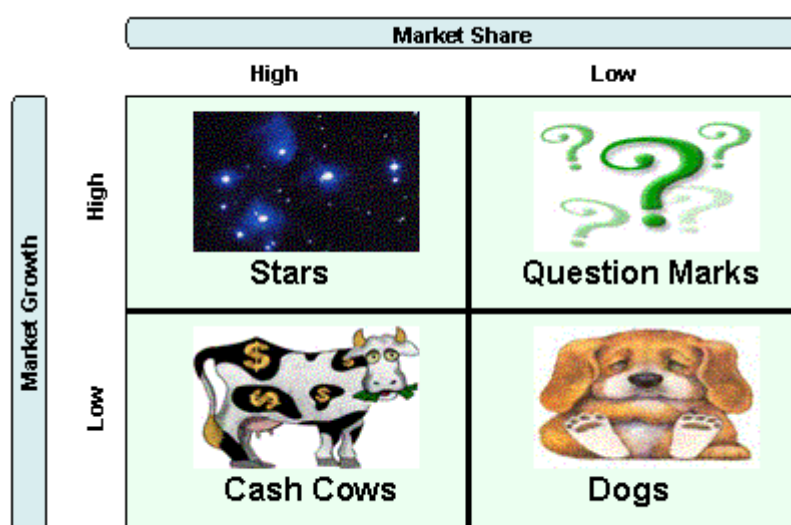 Market Share
High
Low
Market Growth
High
Stars
Question Marks
Low
$
$
$
$
Cash Cows
Dogs